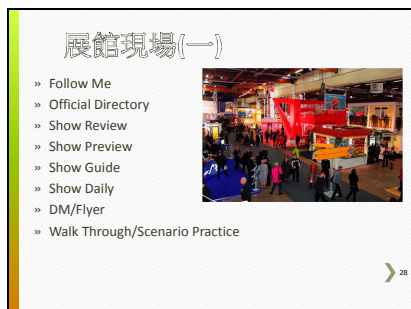 展館現場(一)
» Follow Me
» Official Directory
» Show Review
» Show Preview
» Show Guide
» Show Daily
» DM/Flyer
» Walk Through/Scenario Practice
28